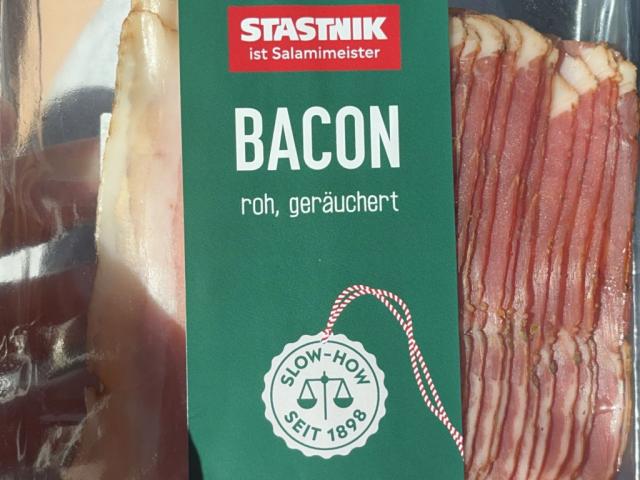 STASTNIK
ist Salamimeister
BACON
roh, geräuchert
SLOW-HOW
SEIT 1898